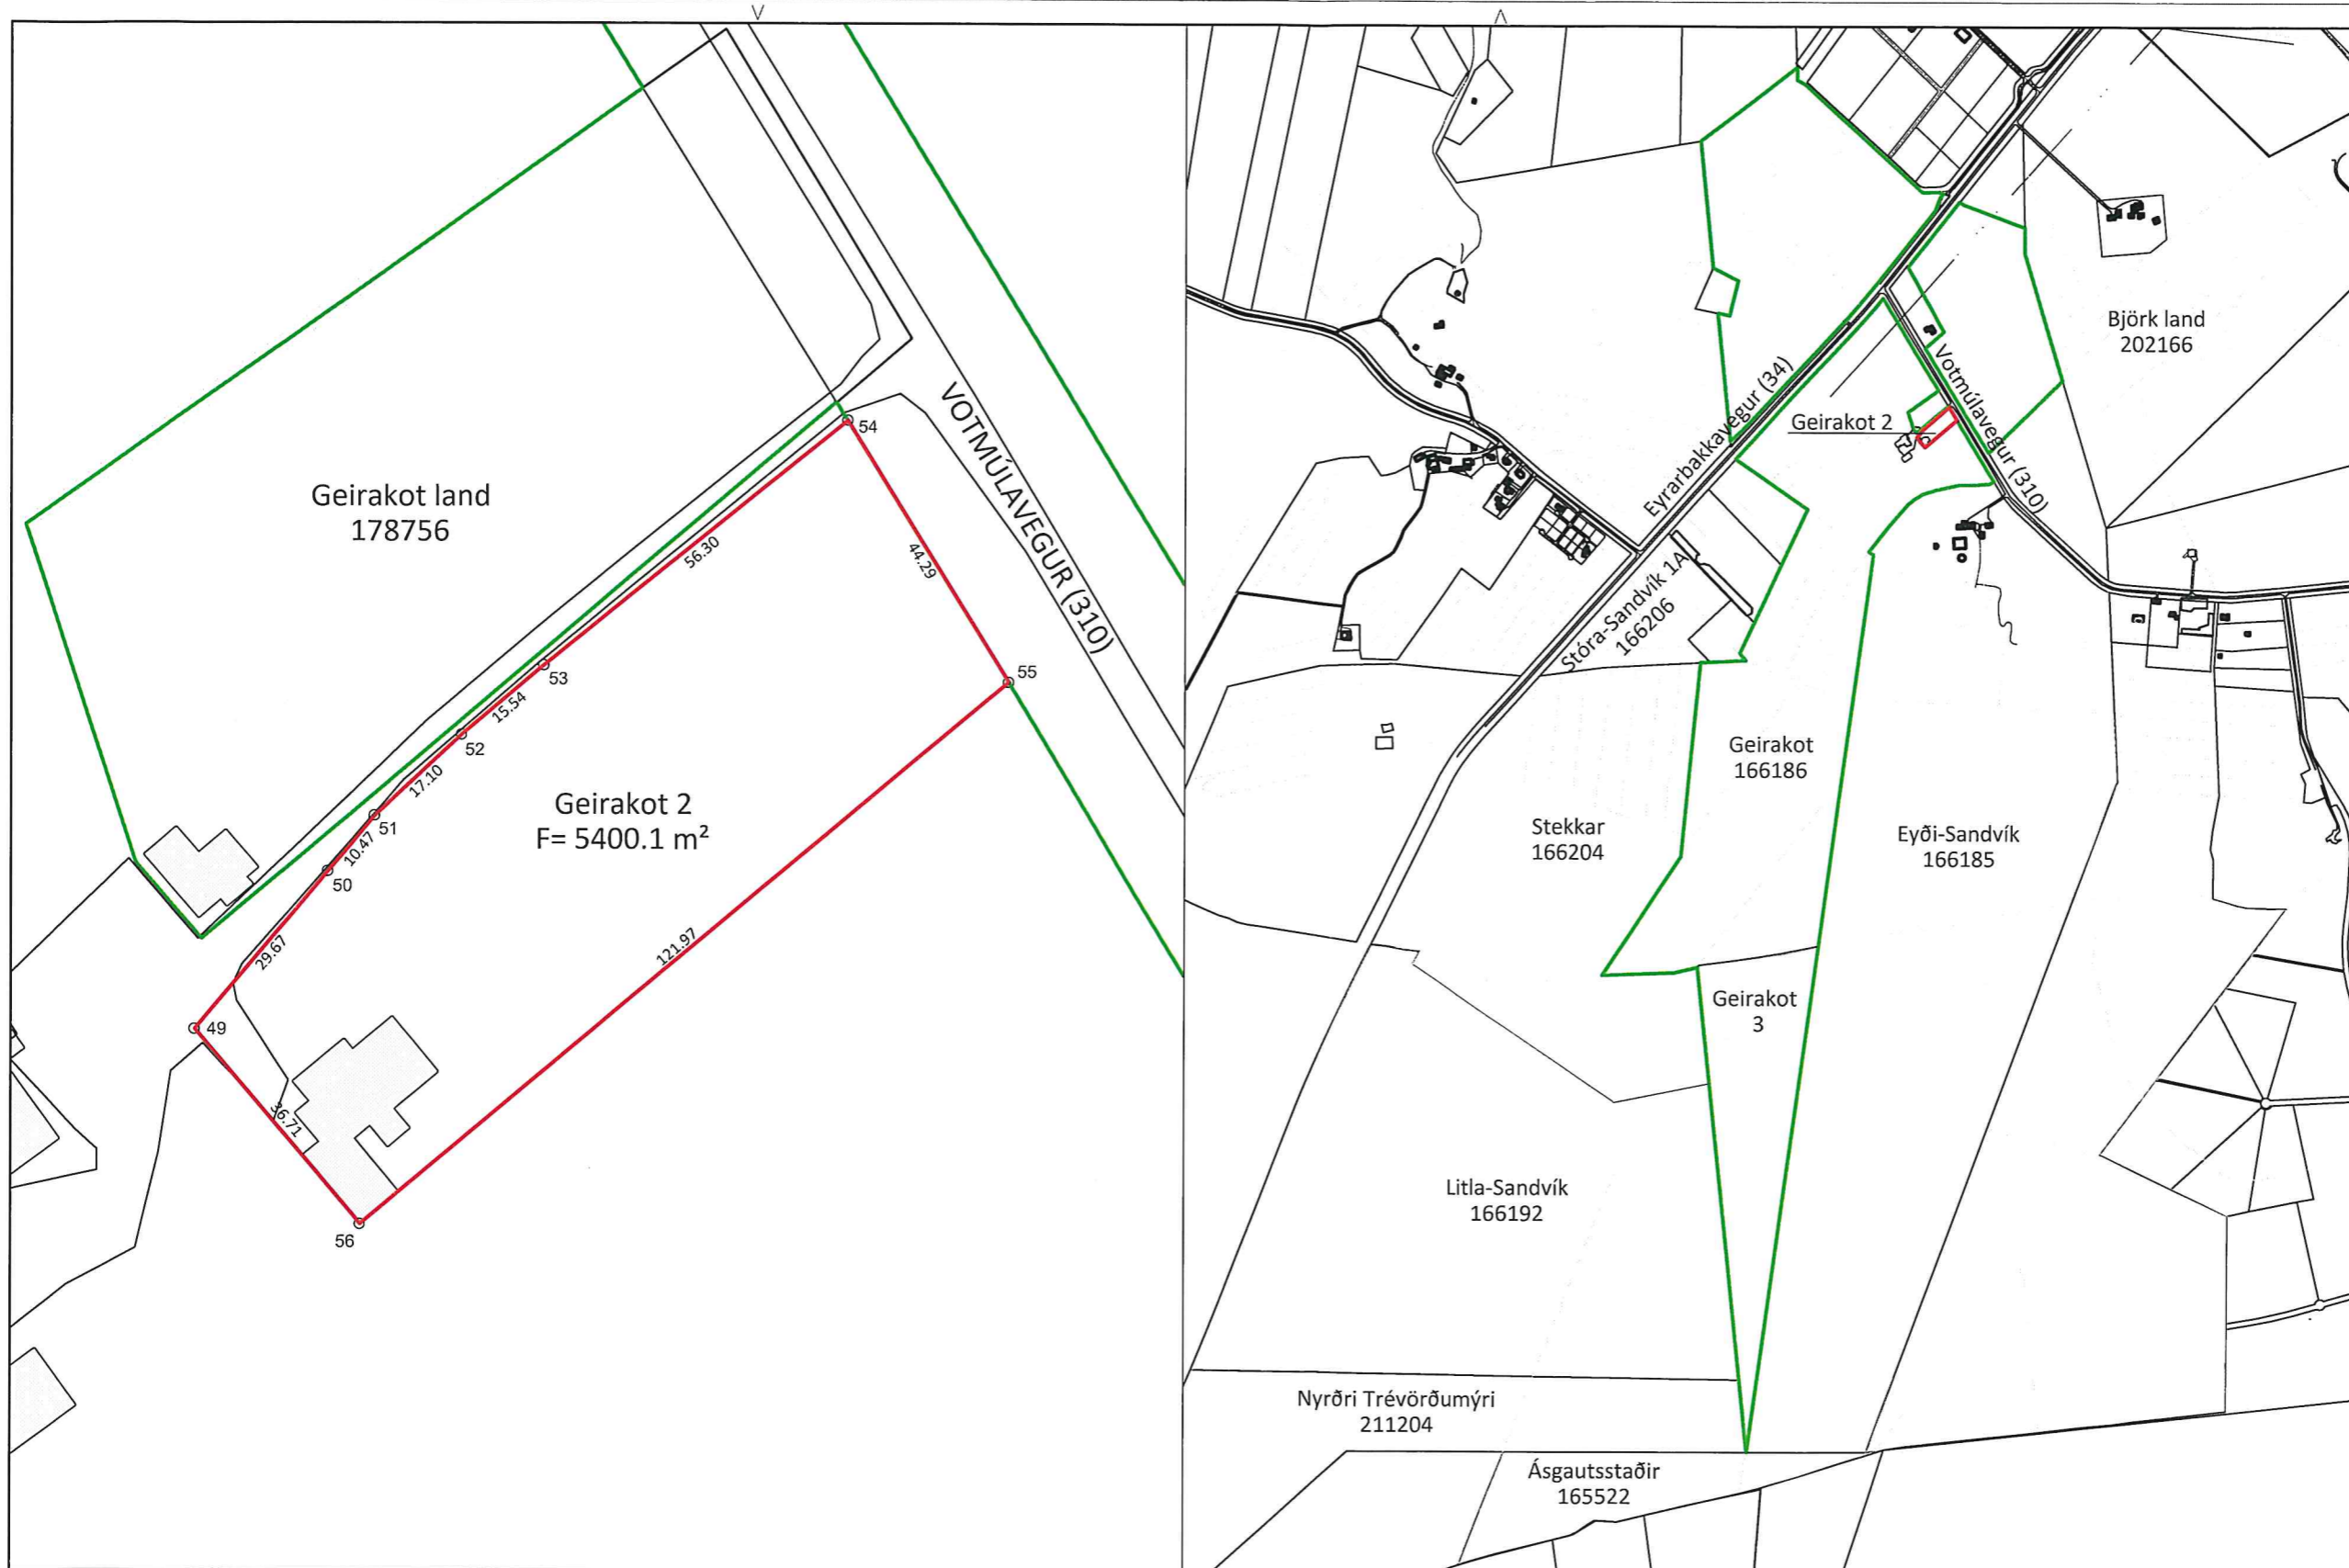 Geirakot land
178756
VOTMÚLAVEGUR (310)
54
44.29
56.30
53
55
15.54
52
17.10
51
Geirakot 2
F= 5400.1 m²
10.47
50
29.67
121.97
49
36.71
56
Björk land
202166
Votmúlavegur (310)
Eyrarbakkavegur (34)
Geirakot 2
Stóra-Sandvík 1A
166206
Geirakot
166186
Stekkar
166204
Eyði-Sandvík
166185
Geirakot
3
Litla-Sandvík
166192
Nyrðri Trévörðumýri
211204
Ásgautsstaðir
165522